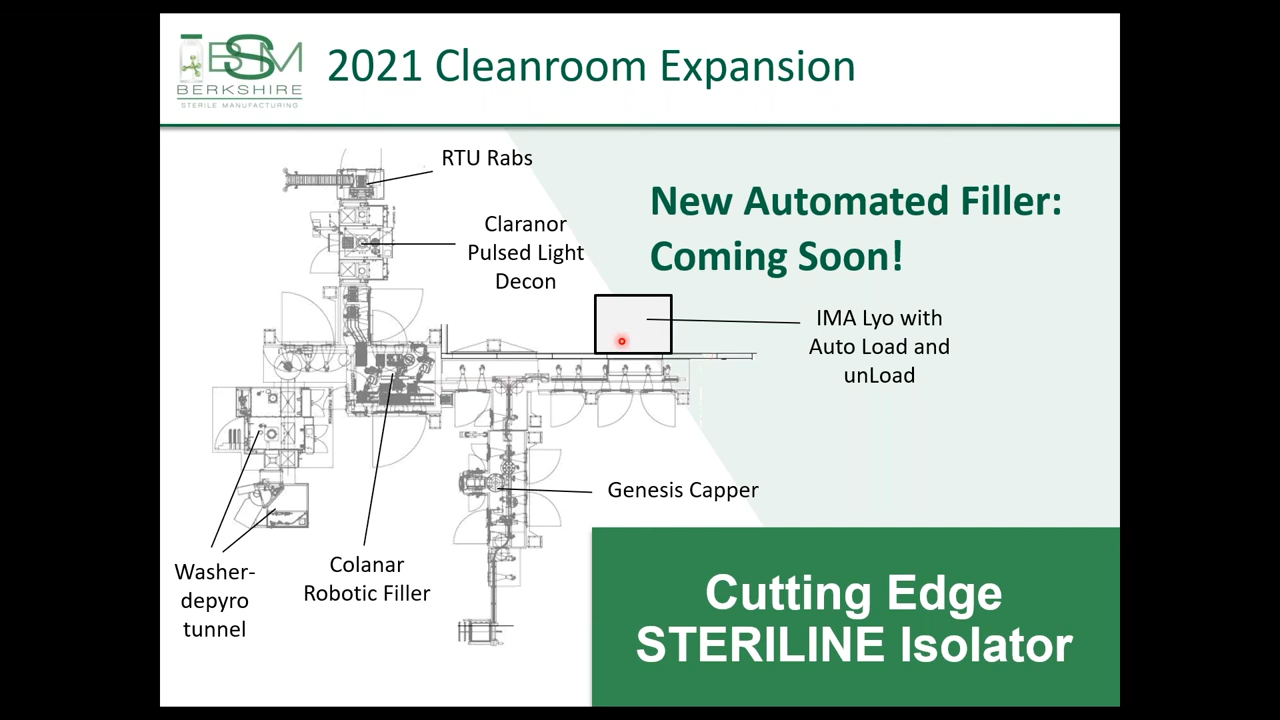 BSM
BERKSHIRE
STERILE MANUFACTURING
2021 Cleanroom Expansion
RTU Rabs
Claranor
Pulsed Light
Decon
New Automated Filler:
Coming Soon!
IMA Lyo with
Auto Load and
unLoad
Genesis Capper
Washer-
depyro
tunnel
Colanar
Robotic Filler
Cutting Edge
STERILINE Isolator